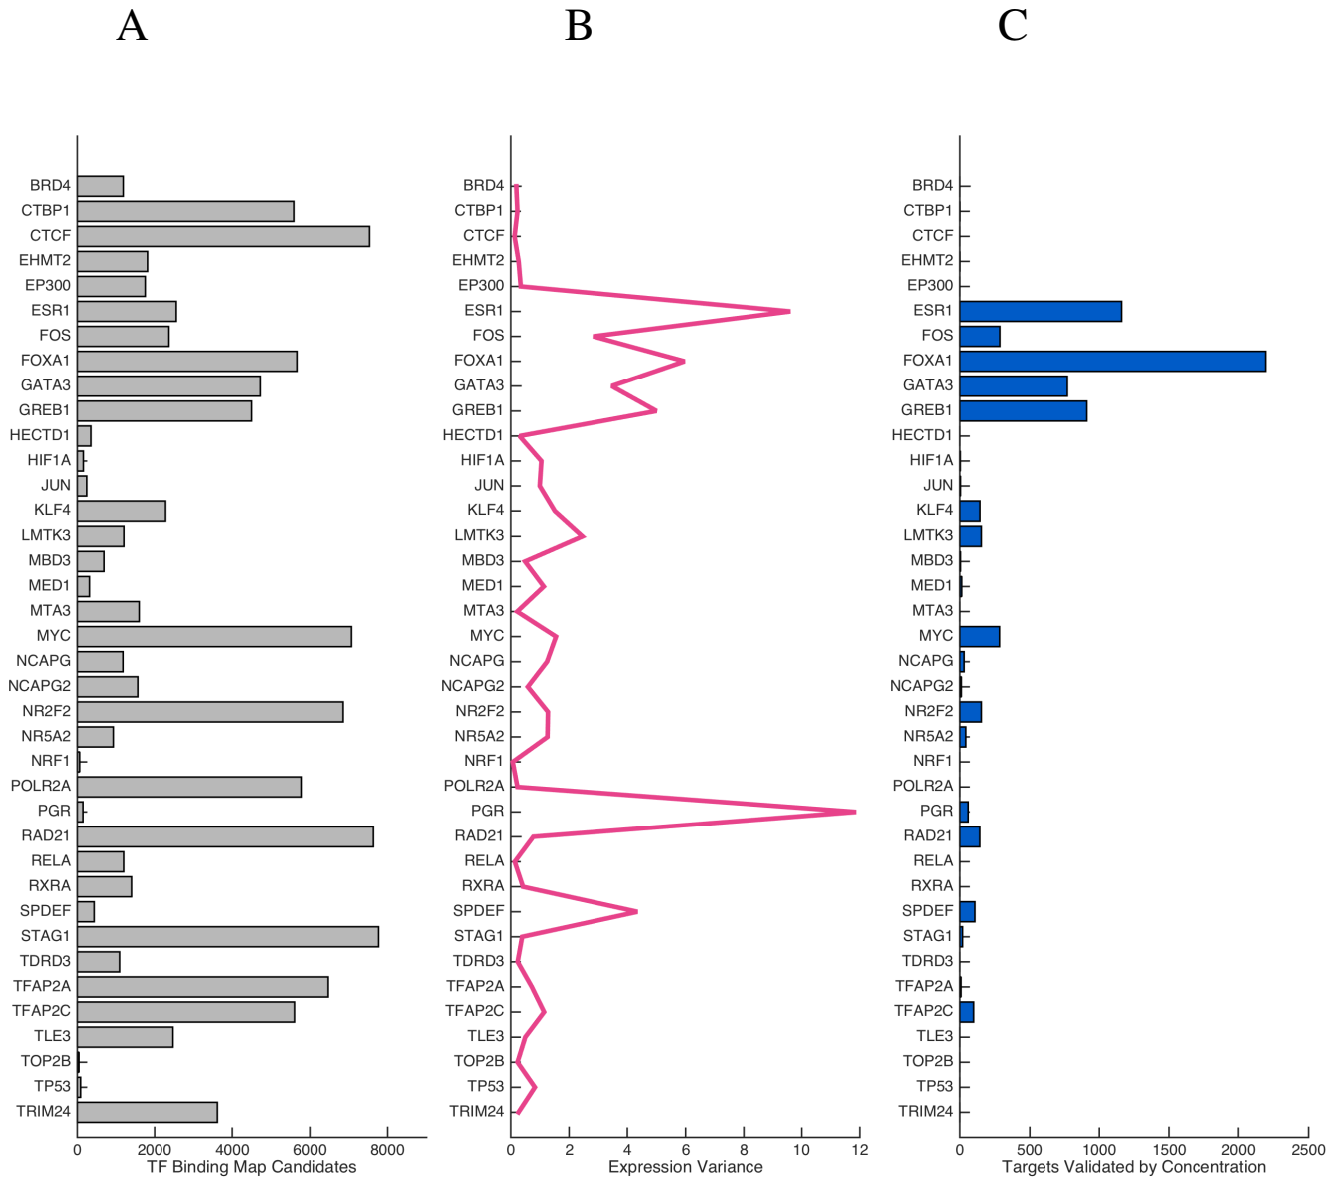 A B C
BRD4 BRD4 BRD4
CTBP1 CTBP1 CTBP1
CTCF CTCF CTCF
EHMT2 EHMT2 EHMT2
EP300 EP300 EP300
ESR1 ESR1 ESR1
FOS FOS FOS
FOXA1 FOXA1 FOXA1
GATA3 GATA3 GATA3
GREB1 GREB1 GREB1
HECTD1 HECTD1 HECTD1
HIF1A HIF1A HIF1A
JUN JUN JUN
KLF4 KLF4 KLF4
LMTK3 LMTK3 LMTK3
MBD3 MBD3 MBD3
MED1 MED1 MED1
MTA3 MTA3 MTA3
MYC MYC MYC
NCAPG NCAPG NCAPG
NCAPG2 NCAPG2 NCAPG2
NR2F2 NR2F2 NR2F2
NR5A2 NR5A2 NR5A2
NRF1 NRF1 NRF1
POLR2A POLR2A POLR2A
PGR PGR PGR
RAD21 RAD21 RAD21
RELA RELA RELA
RXRA RXRA RXRA
SPDEF SPDEF SPDEF
STAG1 STAG1 STAG1
TDRD3 TDRD3 TDRD3
TFAP2A TFAP2A TFAP2A
TFAP2C TFAP2C TFAP2C
TLE3 TLE3 TLE3
TOP2B TOP2B TOP2B
TP53 TP53 TP53
TRIM24 TRIM24 TRIM24
0 2000 4000 6000 8000 0 2 4 6 8 10 12 0 500 1000 1500 2000 2500
TF Binding Map Candidates Expression Variance Targets Validated by Concentration